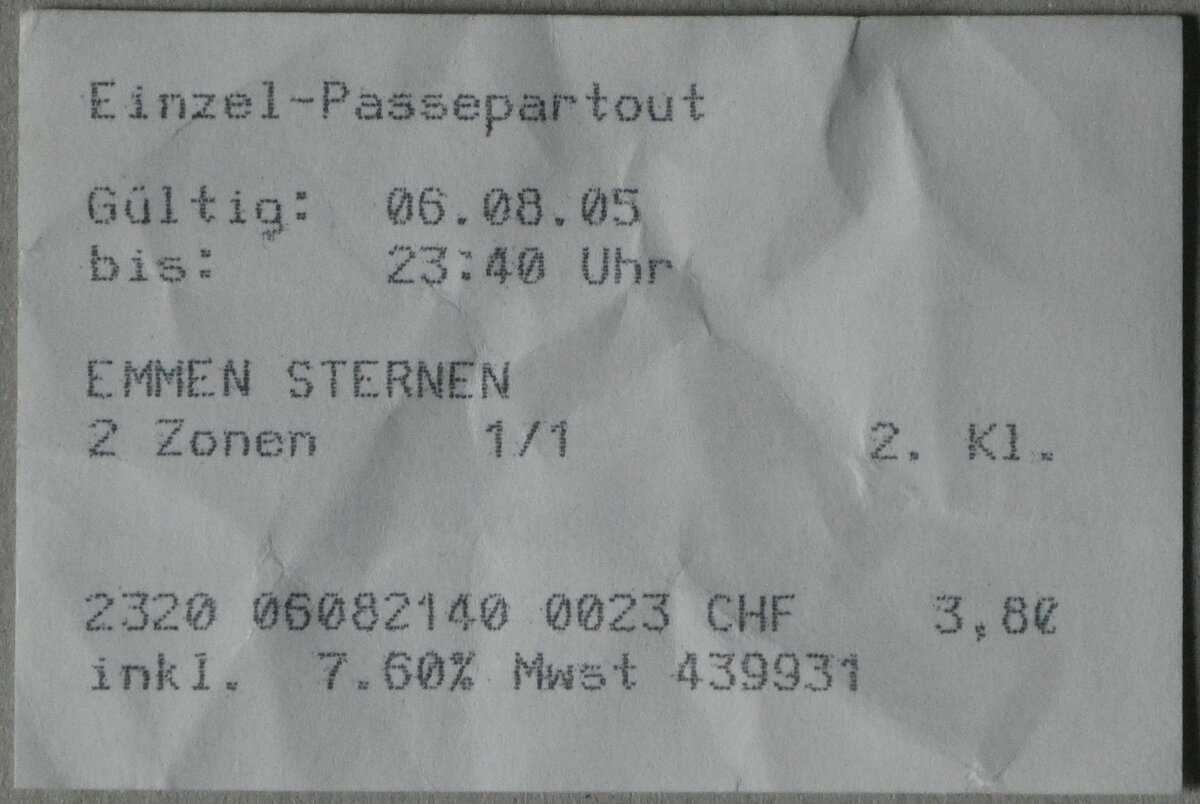 Einzel-Passepartout
Gültig: 06.08.05
bis: 23:40 Uhr
EMMEN STERNEN
2 Zonen 1/1 2. Kl.
2320 06082140 0023 CHF 3,80
inkl. 7.60% Mwst 439931